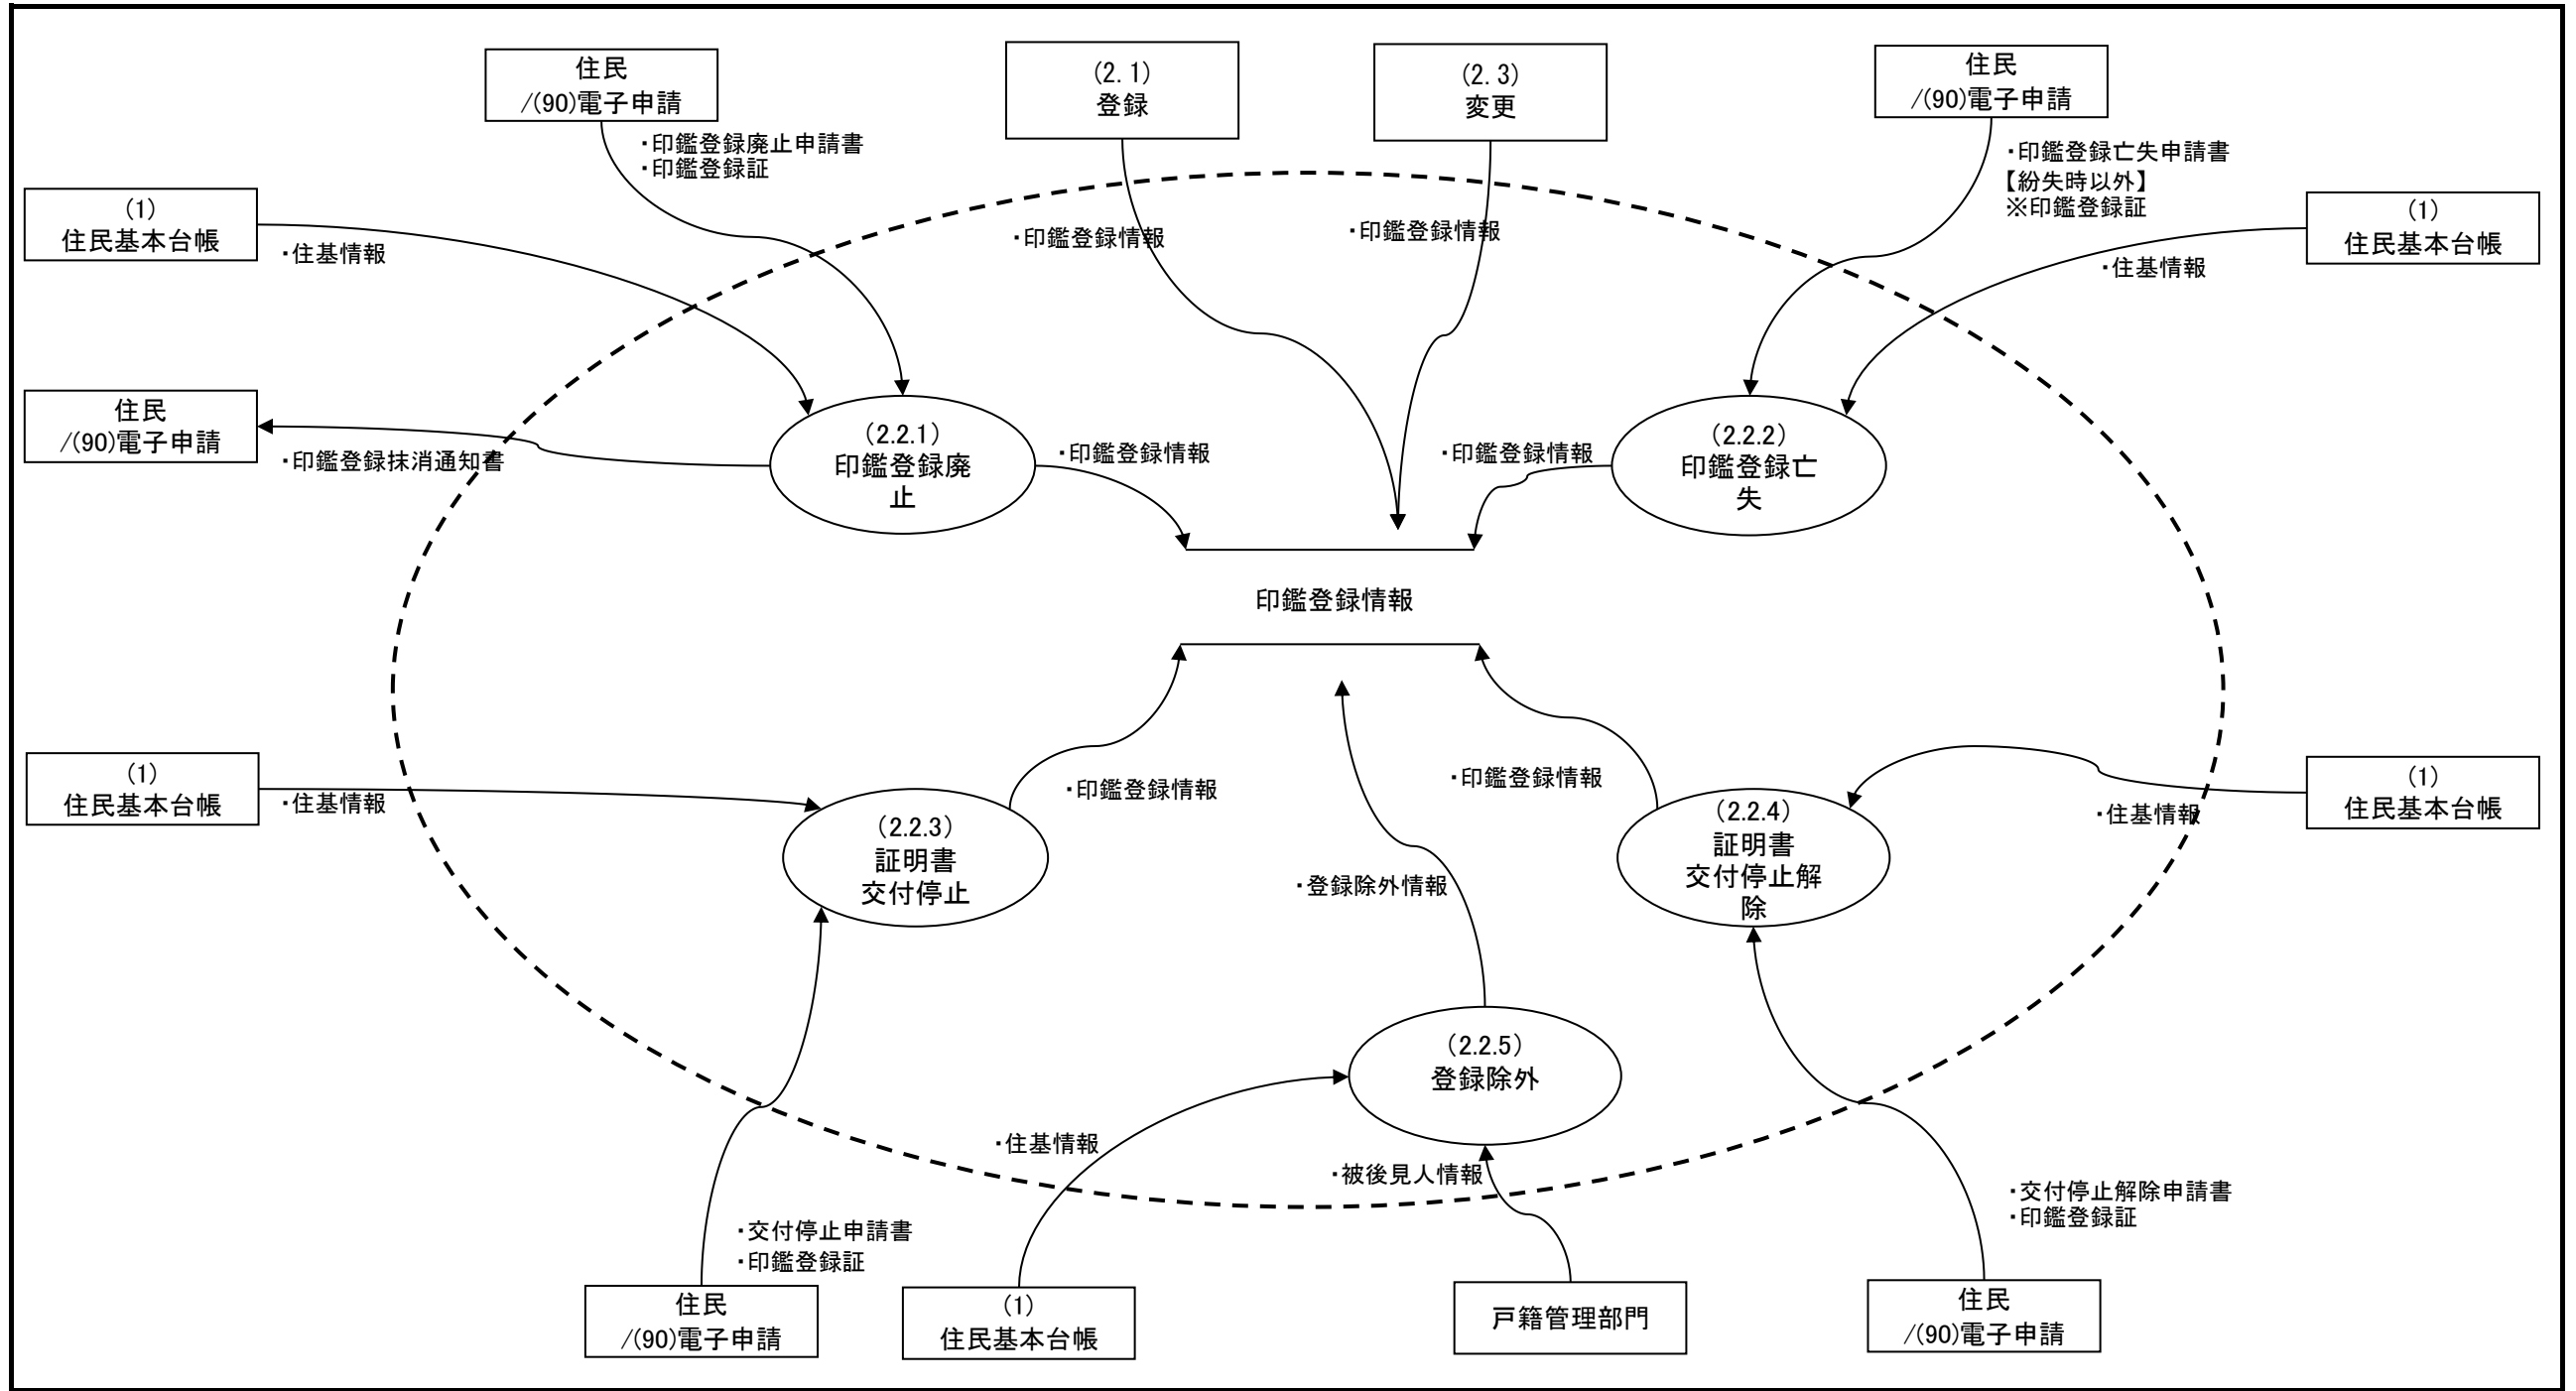 住民
/(90)電子申請
(2.1)
登録
(2.3)
変更
住民
/(90)電子申請
・印鑑登録廃止申請書
・印鑑登録証
・印鑑登録亡失申請書
【紛失時以外】
※印鑑登録証
(1)
住民基本台帳
・住基情報
・印鑑登録情報
・印鑑登録情報
・住基情報
(1)
住民基本台帳
住民
/(90)電子申請
・印鑑登録抹消通知書
(2.2.1)
印鑑登録廃
止
・印鑑登録情報
・印鑑登録情報
(2.2.2)
印鑑登録亡
失
印鑑登録情報
(1)
住民基本台帳
・住基情報
(2.2.3)
証明書
交付停止
・印鑑登録情報
・印鑑登録情報
(2.2.4)
証明書
交付停止解
除
・住基情報
(1)
住民基本台帳
・登録除外情報
(2.2.5)
登録除外
・住基情報
・被後見人情報
・交付停止申請書
・印鑑登録証
・交付停止解除申請書
・印鑑登録証
住民
/(90)電子申請
(1)
住民基本台帳
戸籍管理部門
住民
/(90)電子申請